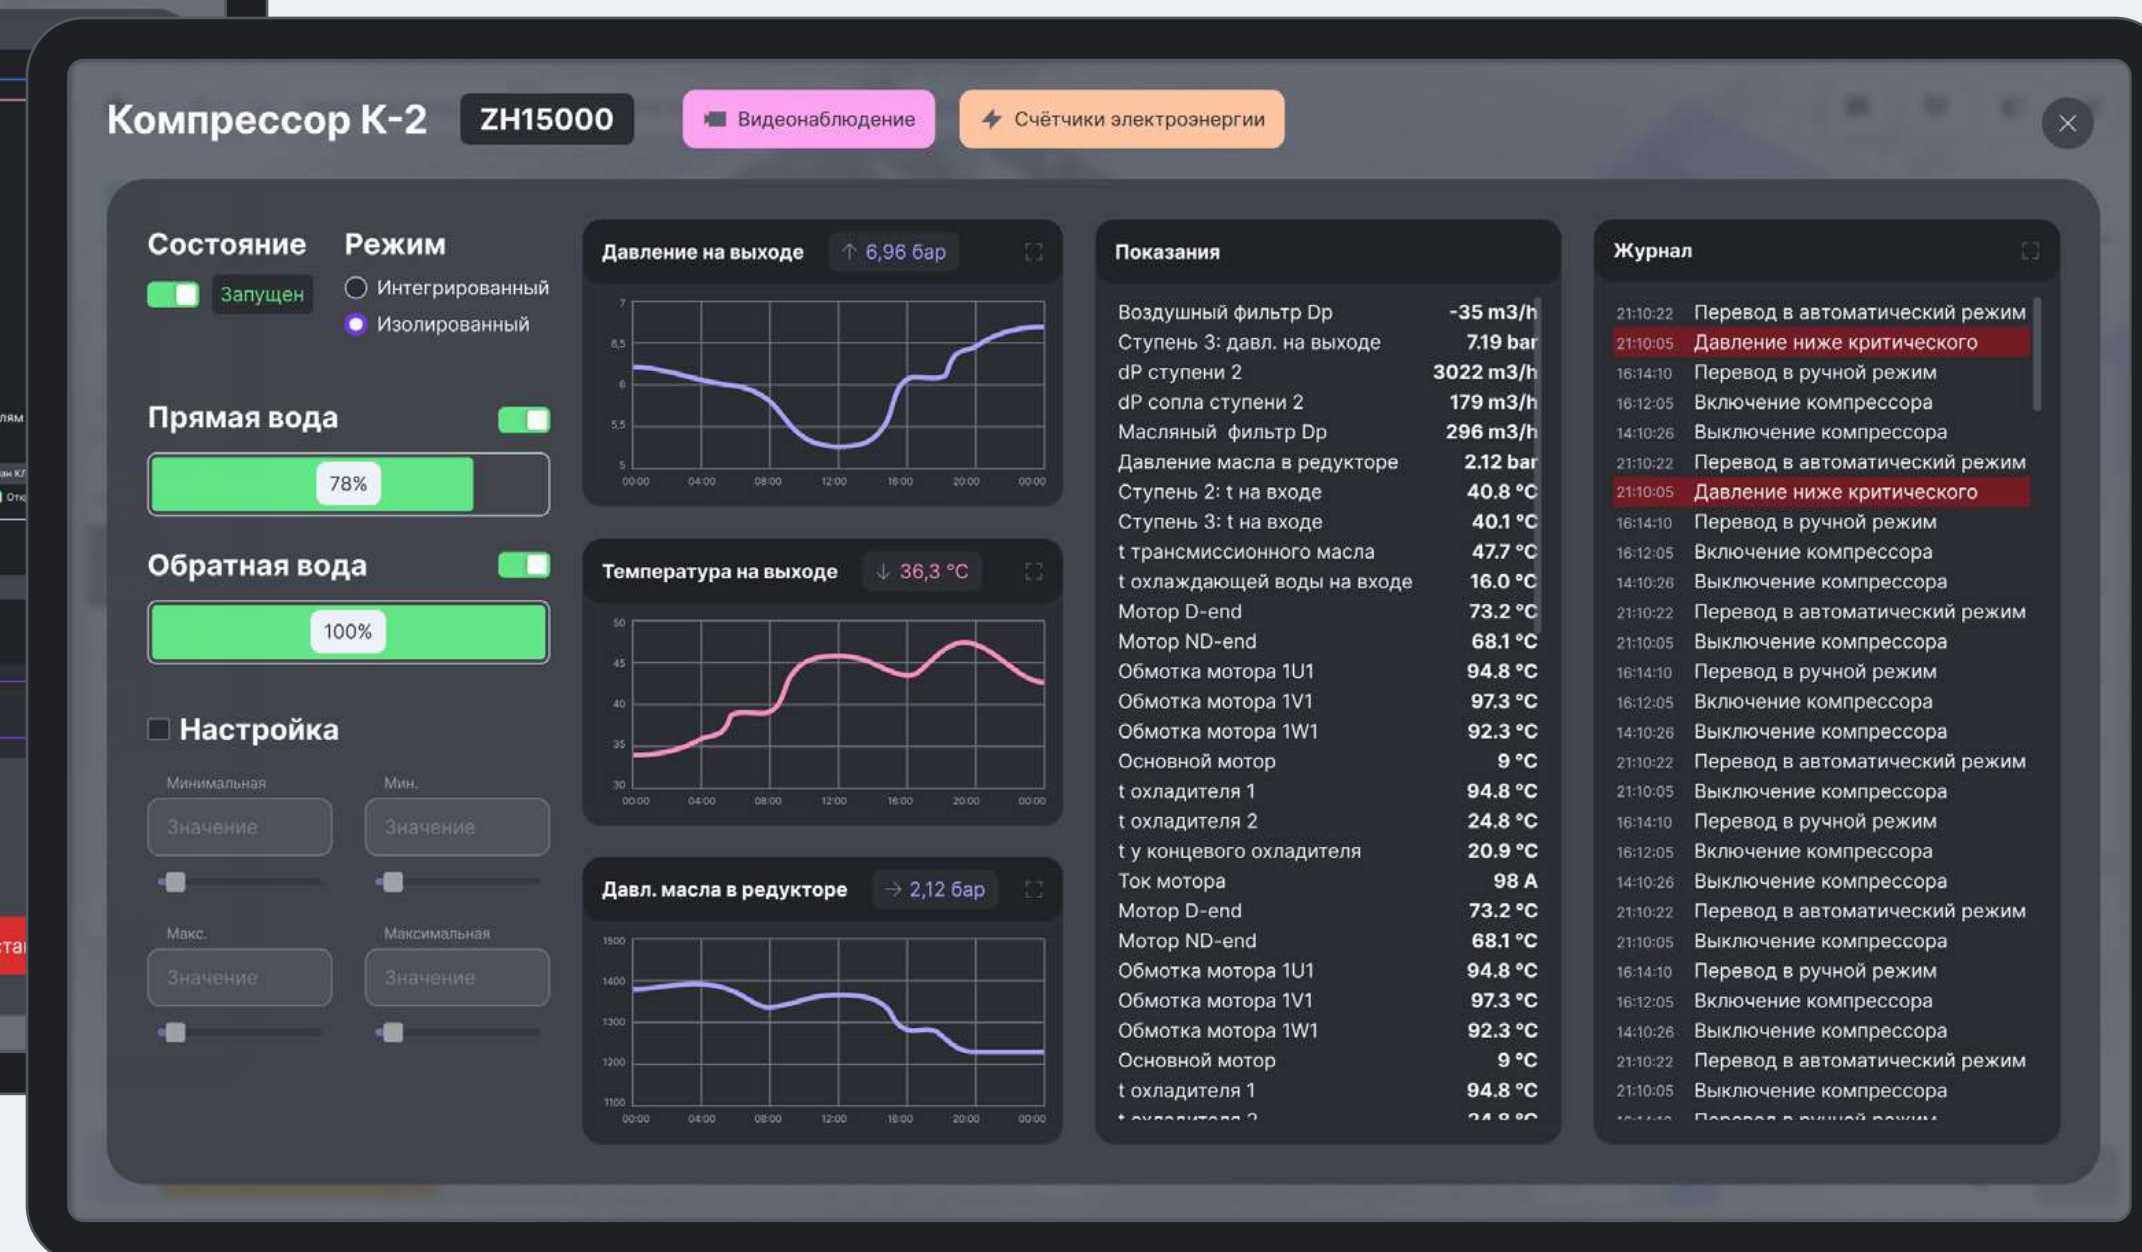 Компрессор К-2
ZH15000
Видеонаблюдение
Счётчики электроэнергии
Состояние
Запущен
Режим
Интегрированный
Изолированный
Прямая вода
78%
Обратная вода
100%
Настройка
Минимальная
Мин.
Значение
Значение
Макс.
Максимальная
Значение
Значение
Давление на выходе
↑ 6,96 бар
7
6,5
6
5,5
5
00:00 04:00 08:00 12:00 16:00 20:00 00:00
Температура на выходе
↓ 36,3 °C
50
45
40
35
30
00:00 04:00 08:00 12:00 16:00 20:00 00:00
Давл. масла в редукторе
→ 2,12 бар
1500
1400
1300
1200
1100
00:00 04:00 08:00 12:00 16:00 20:00 00:00
Показания
Воздушный фильтр Dp -35 m3/h
Ступень 3: давл. на выходе 7.19 bar
dP ступени 2 3022 m3/h
dP сопла ступени 2 179 m3/h
Масляный фильтр Dp 296 m3/h
Давление масла в редукторе 2.12 bar
Ступень 2: t на входе 40.8 °C
Ступень 3: t на входе 40.1 °C
t трансмиссионного масла 47.7 °C
t охлаждающей воды на входе 16.0 °C
Мотор D-end 73.2 °C
Мотор ND-end 68.1 °C
Обмотка мотора 1U1 94.8 °C
Обмотка мотора 1V1 97.3 °C
Обмотка мотора 1W1 92.3 °C
Основной мотор 9 °C
t охладителя 1 94.8 °C
t охладителя 2 24.8 °C
t у концевого охладителя 20.9 °C
Ток мотора 98 A
Мотор D-end 73.2 °C
Мотор ND-end 68.1 °C
Обмотка мотора 1U1 94.8 °C
Обмотка мотора 1V1 97.3 °C
Обмотка мотора 1W1 92.3 °C
Основной мотор 9 °C
t охладителя 1 94.8 °C
t охладителя 2 24.8 °C
Журнал
21:10:22 Перевод в автоматический режим
21:10:05 Давление ниже критического
16:14:10 Перевод в ручной режим
16:12:05 Включение компрессора
14:10:26 Выключение компрессора
21:10:22 Перевод в автоматический режим
21:10:05 Давление ниже критического
16:14:10 Перевод в ручной режим
16:12:05 Включение компрессора
14:10:26 Выключение компрессора
21:10:22 Перевод в автоматический режим
21:10:05 Выключение компрессора
16:14:10 Перевод в ручной режим
16:12:05 Включение компрессора
14:10:26 Выключение компрессора
21:10:22 Перевод в автоматический режим
21:10:05 Выключение компрессора
16:14:10 Перевод в ручной режим
16:12:05 Включение компрессора
14:10:26 Выключение компрессора
21:10:22 Перевод в автоматический режим
21:10:05 Выключение компрессора
16:14:10 Перевод в ручной режим
16:12:05 Включение компрессора
14:10:26 Выключение компрессора
21:10:22 Перевод в автоматический режим
21:10:05 Выключение компрессора
16:14:10 Перевод в ручной режим